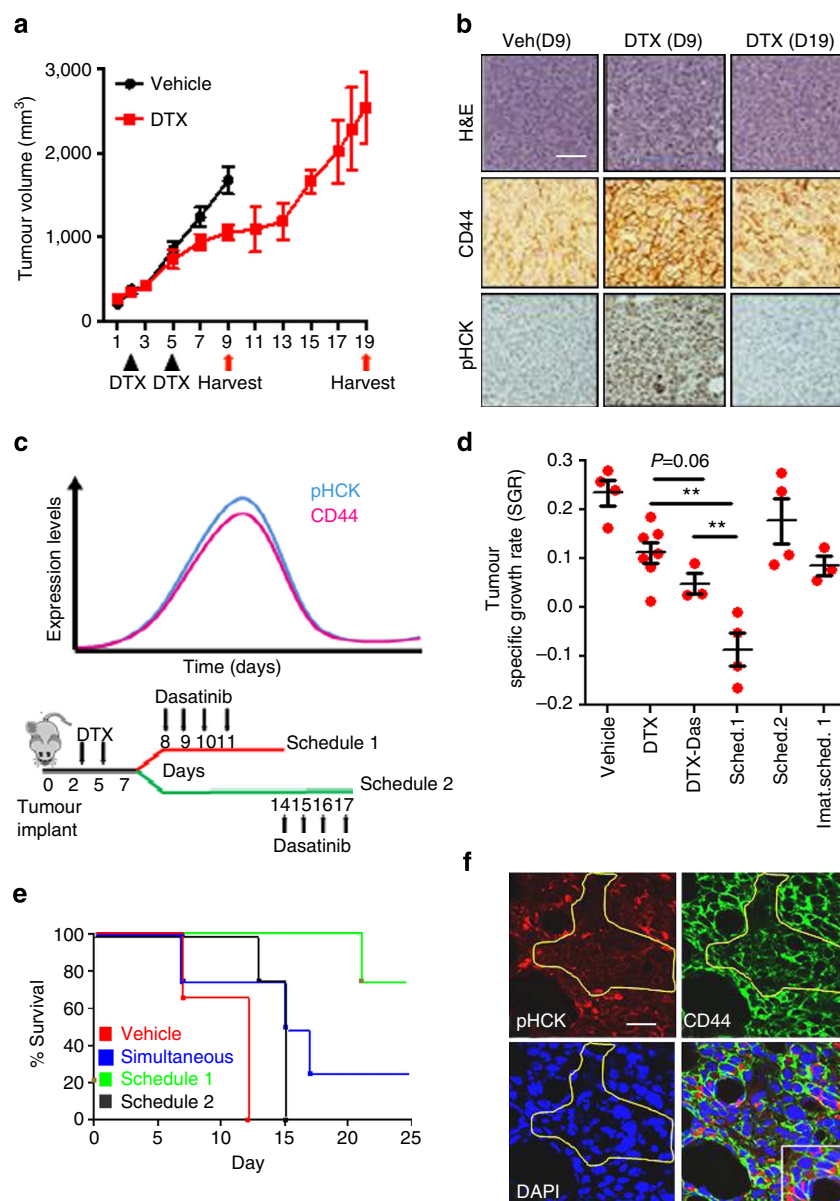 a
Tumour volume (mm³)
3,000
2,000
1,000
0
Vehicle
DTX
1 3 5 7 9 11 13 15 17 19
DTX DTX Harvest Harvest
b
Veh(D9) DTX (D9) DTX (D19)
H&E
CD44
pHCK
c
Expression levels
pHCK
CD44
Time (days)
Dasatinib
DTX
8 9 10 11
Schedule 1
0 2 5 7
Days
Schedule 2
Tumour
implant
14 15 16 17
Dasatinib
d
Tumour
specific growth rate (SGR)
0.3
0.2
0.1
0.0
–0.1
–0.2
P=0.06
**
**
Vehicle
DTX
DTX-Das
Sched.1
Sched.2
Imat.sched. 1
e
% Survival
100
80
60
40
20
0
Vehicle
Simultaneous
Schedule 1
Schedule 2
0 5 10 15 20 25
Day
f
pHCK
CD44
DAPI